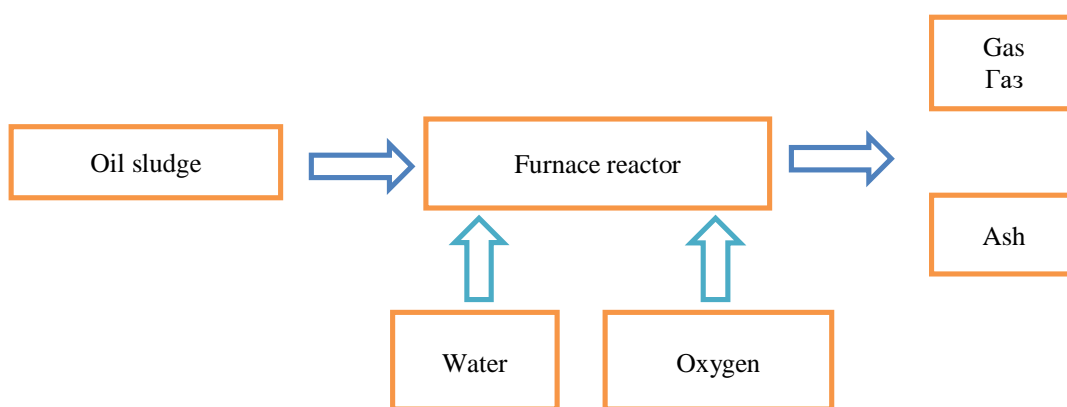 Gas
Газ
Oil sludge
Furnace reactor
Ash
Water
Oxygen